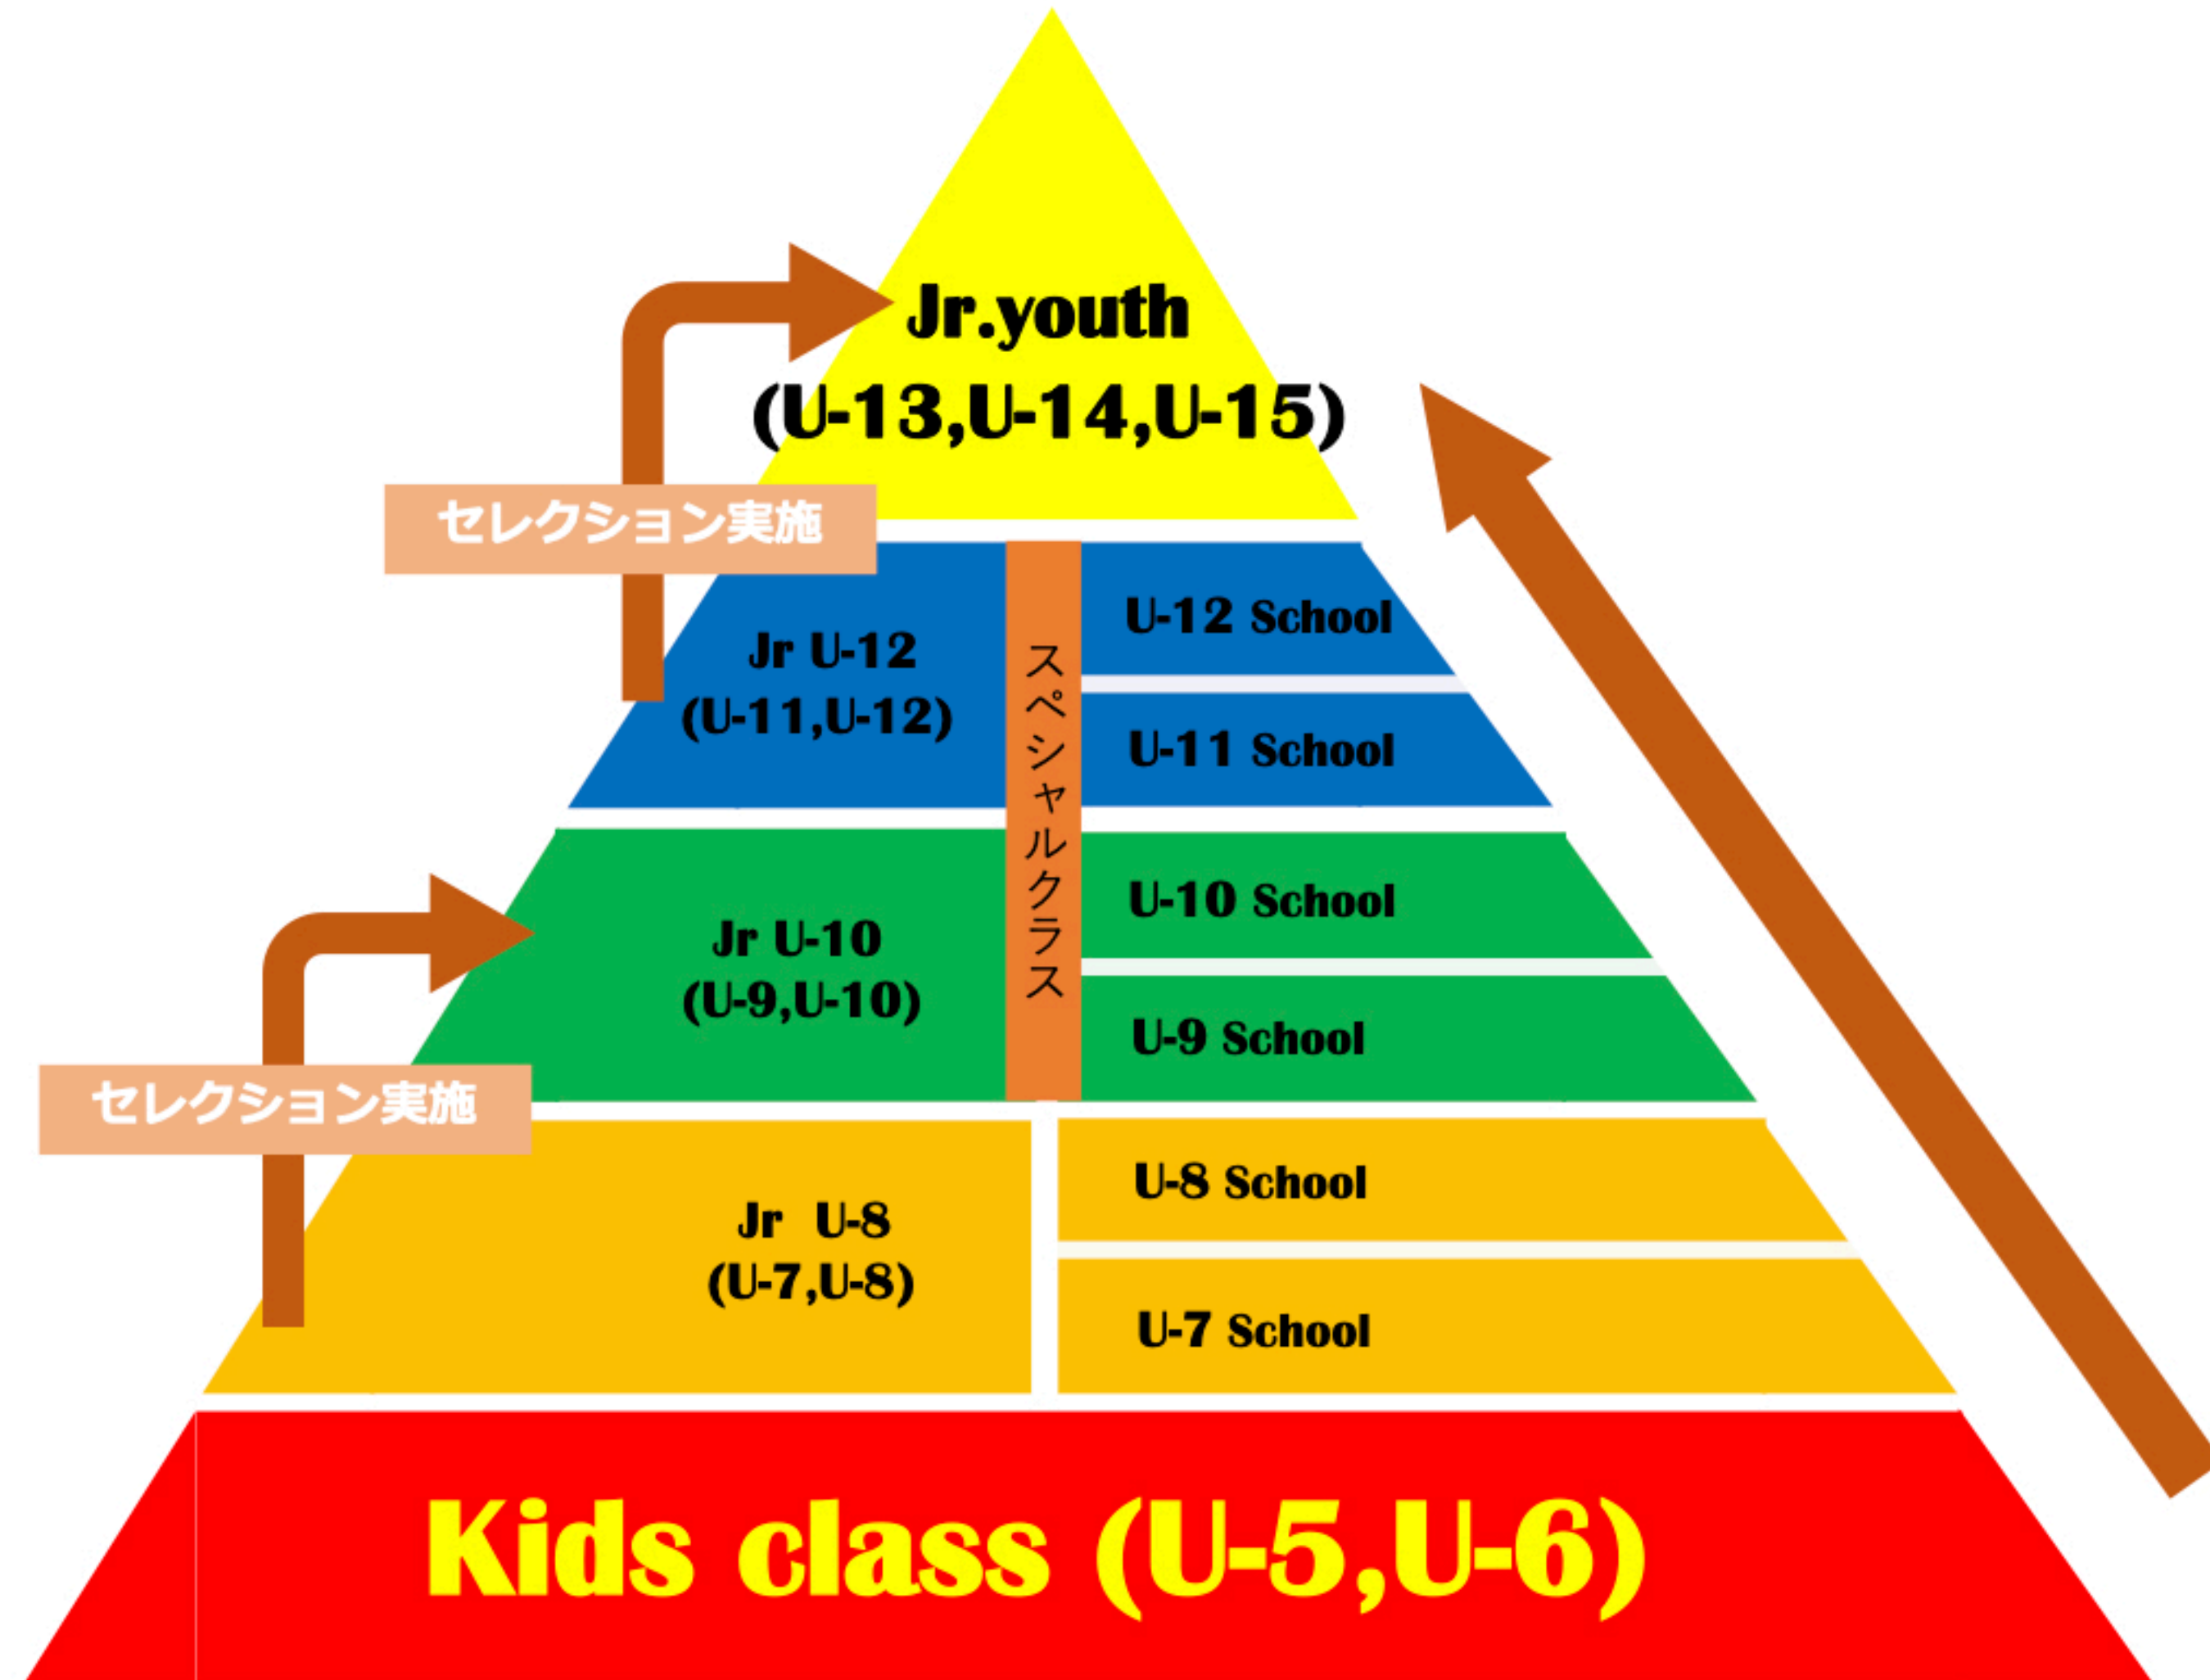 Jr.youth
(U-13,U-14,U-15)
セレクション実施
Jr U-12
(U-11,U-12)
スペシャルクラス
U-12 School
U-11 School
Jr U-10
(U-9,U-10)
U-10 School
U-9 School
セレクション実施
Jr U-8
(U-7,U-8)
U-8 School
U-7 School
Kids class (U-5,U-6)